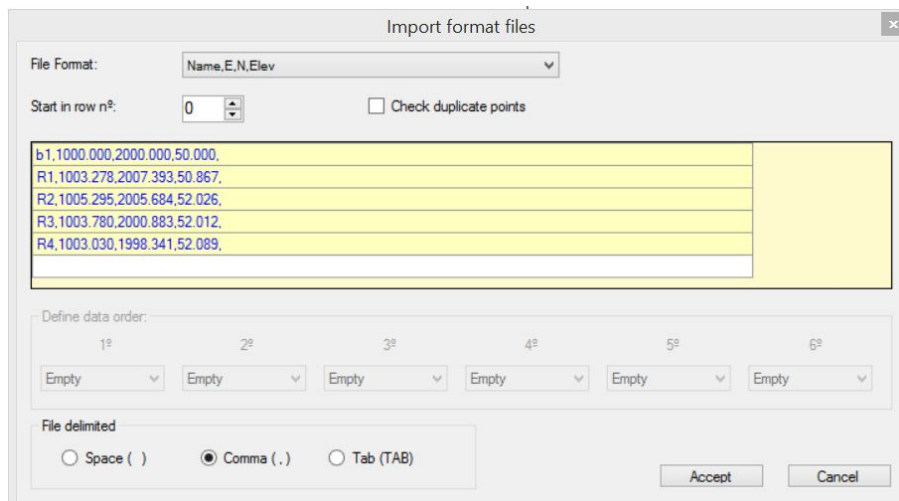 Import format files
x
File Format:
Name,E,N,Elev
Start in row nº:
0
Check duplicate points
b1,1000.000,2000.000,50.000,
R1,1003.278,2007.393,50.867,
R2,1005.295,2005.684,52.026,
R3,1003.780,2000.883,52.012,
R4,1003.030,1998.341,52.089,
Define data order:
1º 2º 3º 4º 5º 6º
Empty Empty Empty Empty Empty Empty
File delimited
Space ( ) Comma ( , ) Tab (TAB)
Accept Cancel